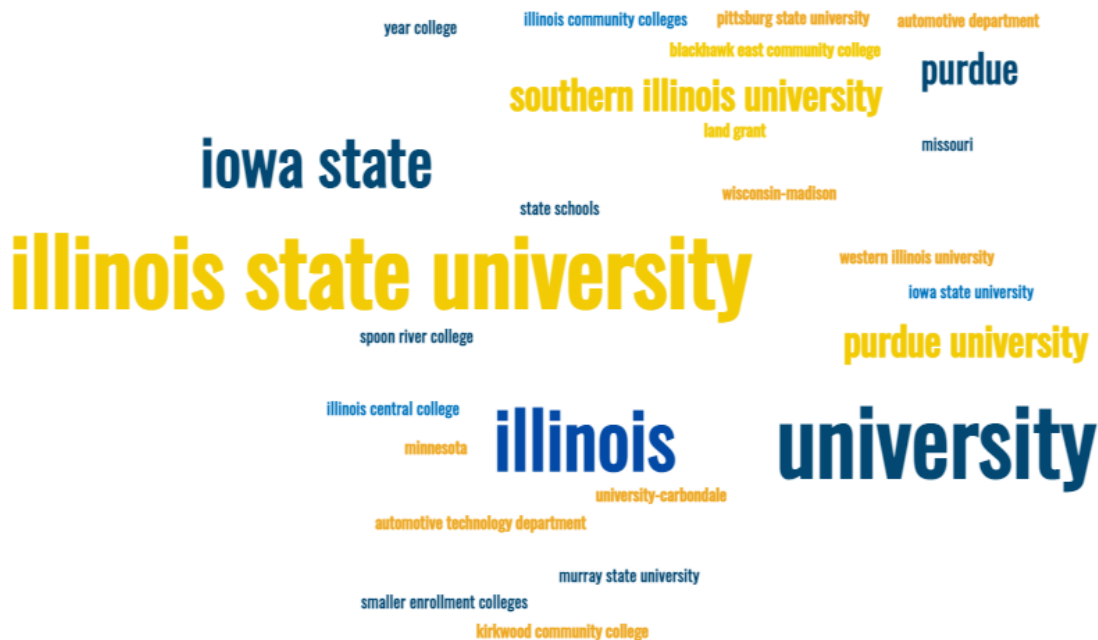 year college
illinois community colleges
pittsburg state university
automotive department
blackhawk east community college
purdue
southern illinois university
land grant
iowa state
missouri
wisconsin-madison
state schools
illinois state university
western illinois university
iowa state university
spoon river college
purdue university
illinois central college
illinois
university
minnesota
university-carbondale
automotive technology department
murray state university
smaller enrollment colleges
kirkwood community college